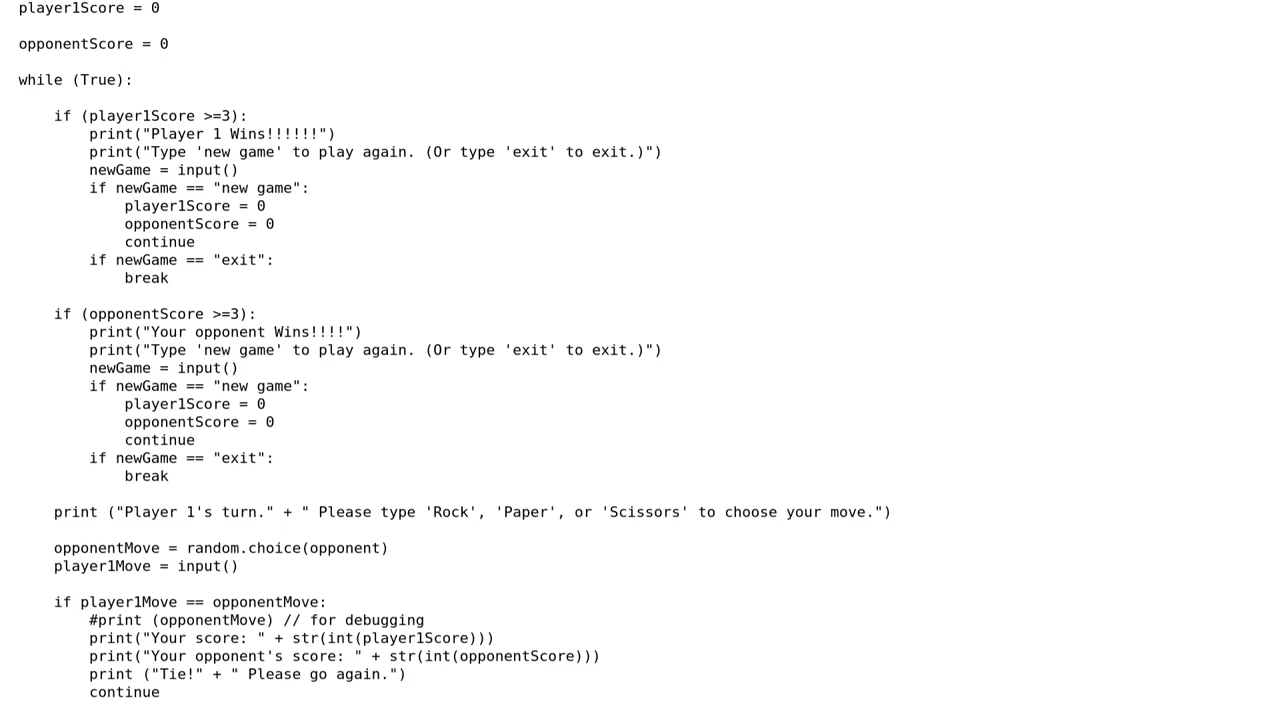 player1Score = 0
opponentScore = 0
while (True):
    if (player1Score >=3):
        print("Player 1 Wins!!!!!!")
        print("Type 'new game' to play again. (Or type 'exit' to exit.)")
        newGame = input()
        if newGame == "new game":
            player1Score = 0
            opponentScore = 0
            continue
        if newGame == "exit":
            break
    if (opponentScore >=3):
        print("Your opponent Wins!!!!")
        print("Type 'new game' to play again. (Or type 'exit' to exit.)")
        newGame = input()
        if newGame == "new game":
            player1Score = 0
            opponentScore = 0
            continue
        if newGame == "exit":
            break
    print ("Player 1's turn." + " Please type 'Rock', 'Paper', or 'Scissors' to choose your move.")
    opponentMove = random.choice(opponent)
    player1Move = input()
    if player1Move == opponentMove:
        #print (opponentMove) // for debugging
        print("Your score: " + str(int(player1Score)))
        print("Your opponent's score: " + str(int(opponentScore)))
        print ("Tie!" + " Please go again.")
        continue